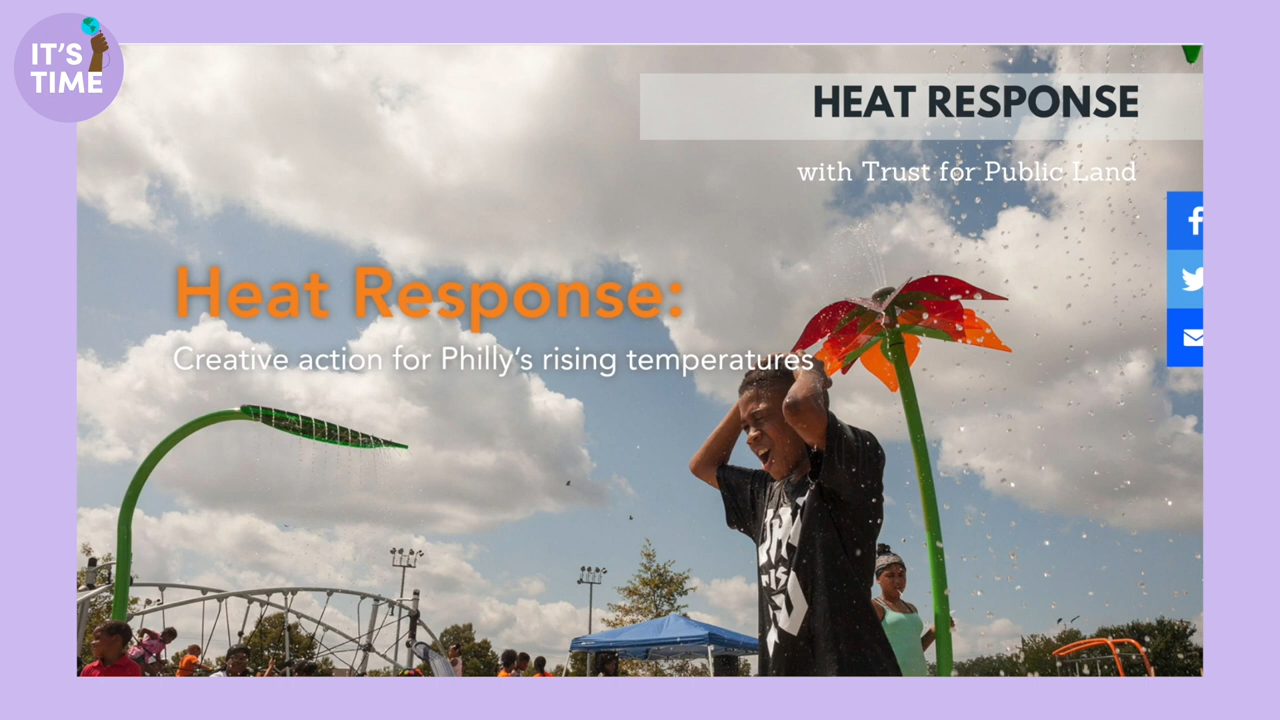 IT'S
TIME
HEAT RESPONSE
with Trust for Public Land
Heat Response:
Creative action for Philly's rising temperatures